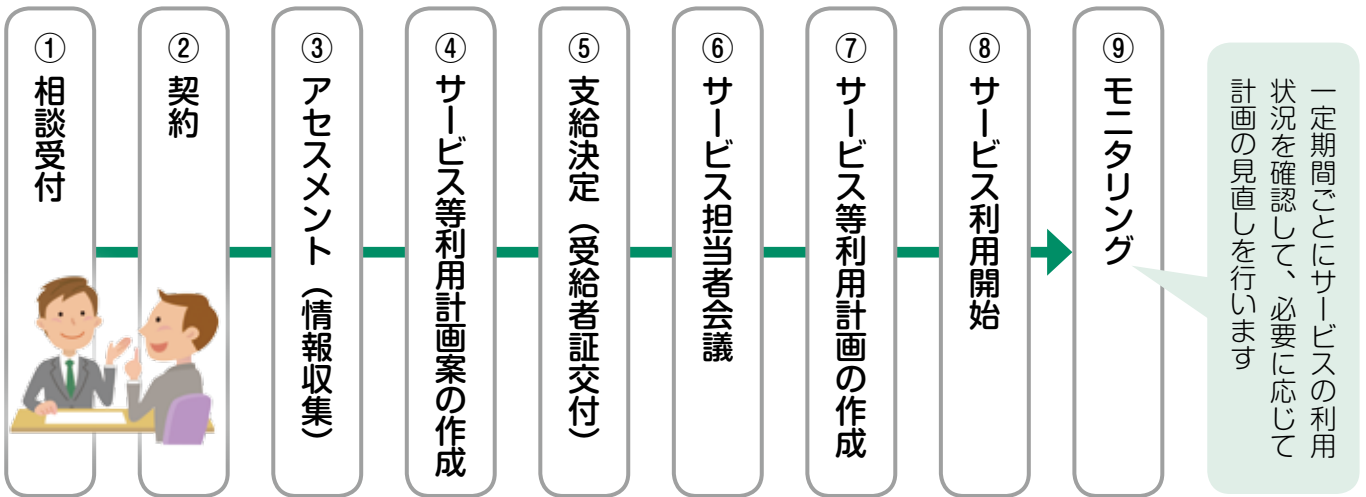 ① 相談受付
② 契約
③ アセスメント（情報収集）
④ サービス等利用計画案の作成
⑤ 支給決定（受給者証交付）
⑥ サービス担当者会議
⑦ サービス等利用計画の作成
⑧ サービス利用開始
⑨ モニタリング
一定期間ごとにサービスの利用
状況を確認して、必要に応じて
計画の見直しを行います